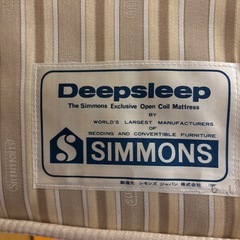 Deepsleep
The Simmons Exclusive Open Coil Mattress
BY
WORLD'S LARGEST MANUFACTURERS
OF
BEDDING AND CONVERTIBLE FURNITURE
S SIMMONS
製造元 シモンズ ジャパン 株式会社